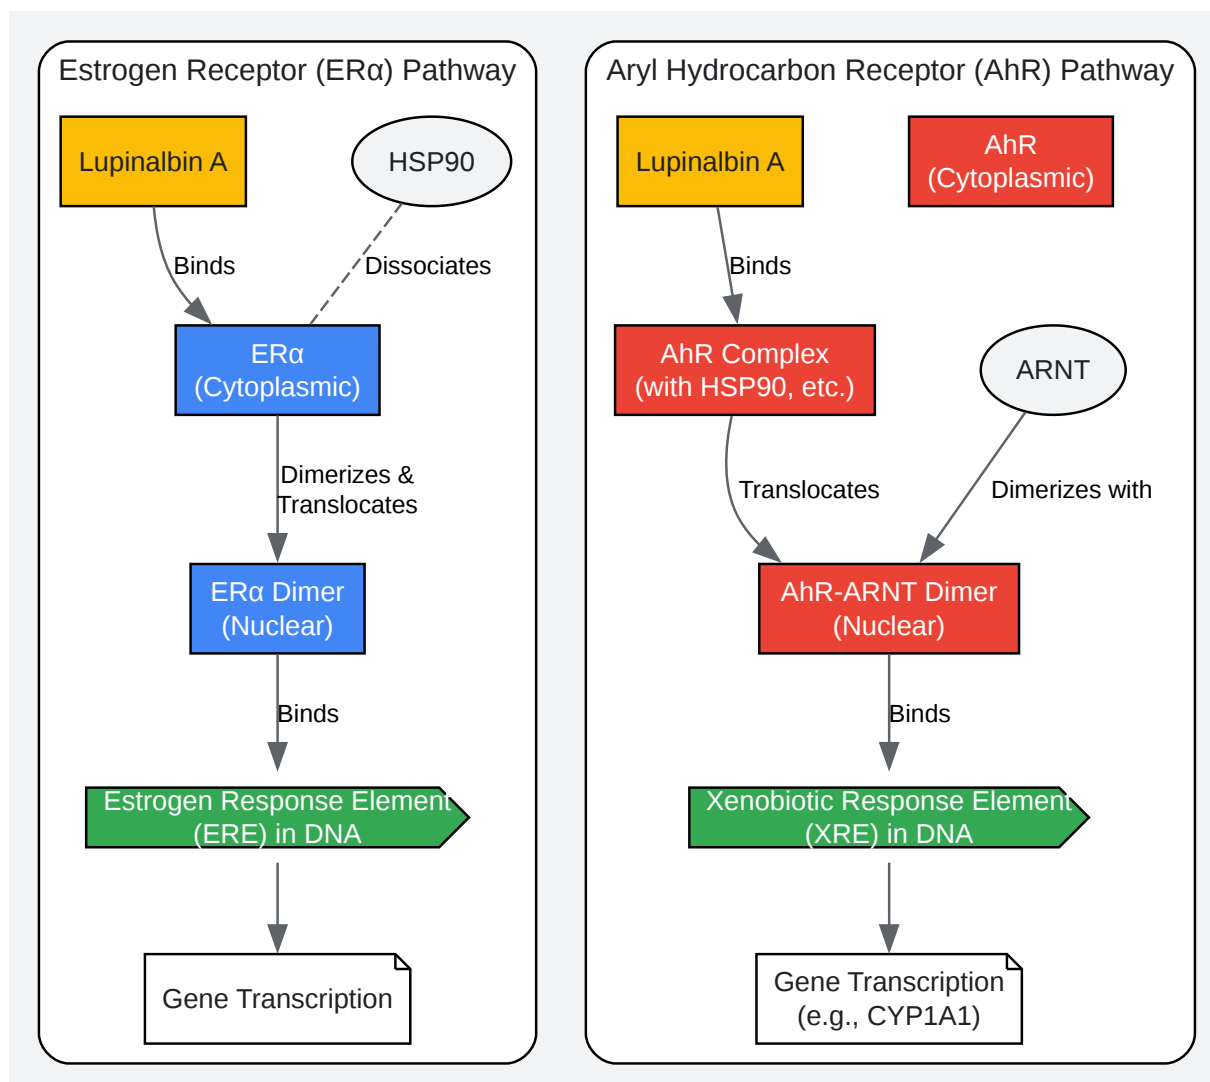 Estrogen Receptor (ERα) Pathway
Lupinalbin A
HSP90
Binds
Dissociates
ERα
(Cytoplasmic)
Dimerizes &
Translocates
ERα Dimer
(Nuclear)
Binds
Estrogen Response Element
(ERE) in DNA
Gene Transcription
Aryl Hydrocarbon Receptor (AhR) Pathway
Lupinalbin A
AhR
(Cytoplasmic)
Binds
AhR Complex
(with HSP90, etc.)
ARNT
Translocates
Dimerizes with
AhR-ARNT Dimer
(Nuclear)
Binds
Xenobiotic Response Element
(XRE) in DNA
Gene Transcription
(e.g., CYP1A1)